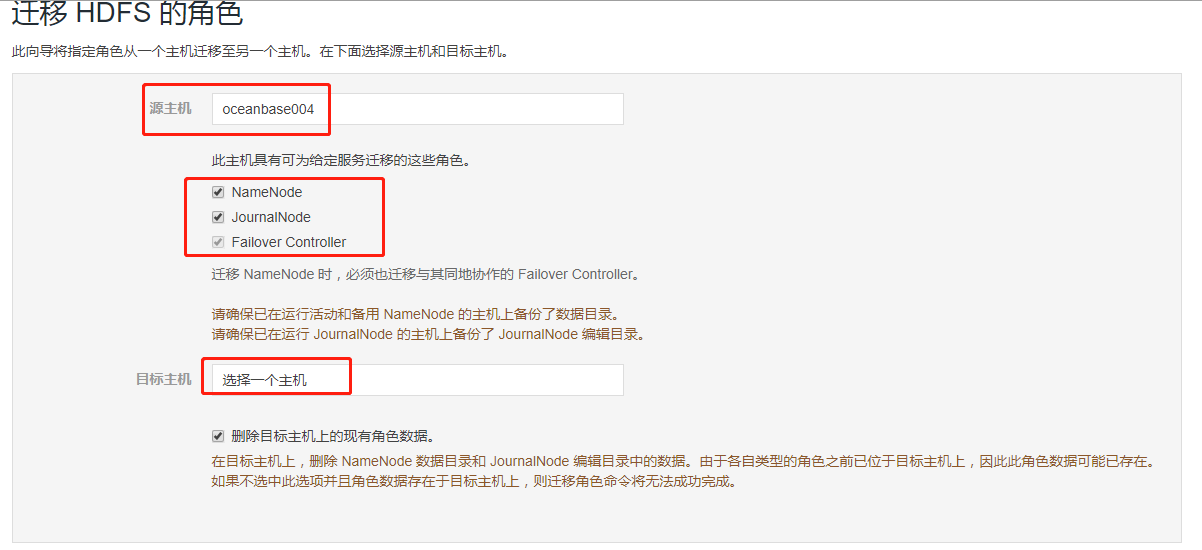 迁移 HDFS 的角色
此向导将指定角色从一个主机迁移至另一个主机。在下面选择源主机和目标主机。
源主机 oceanbase004
此主机具有可为给定服务迁移的这些角色。
NameNode
JournalNode
Failover Controller
迁移 NameNode 时，必须也迁移与其同地协作的 Failover Controller。
请确保已在运行活动和备用 NameNode 的主机上备份了数据目录。
请确保已在运行 JournalNode 的主机上备份了 JournalNode 编辑目录。
目标主机 选择一个主机
删除目标主机上的现有角色数据。
在目标主机上，删除 NameNode 数据目录和 JournalNode 编辑目录中的数据。由于各自类型的角色之前已位于目标主机上，因此此角色数据可能已存在。
如果不选中此选项并且角色数据存在于目标主机上，则迁移角色命令将无法成功完成。